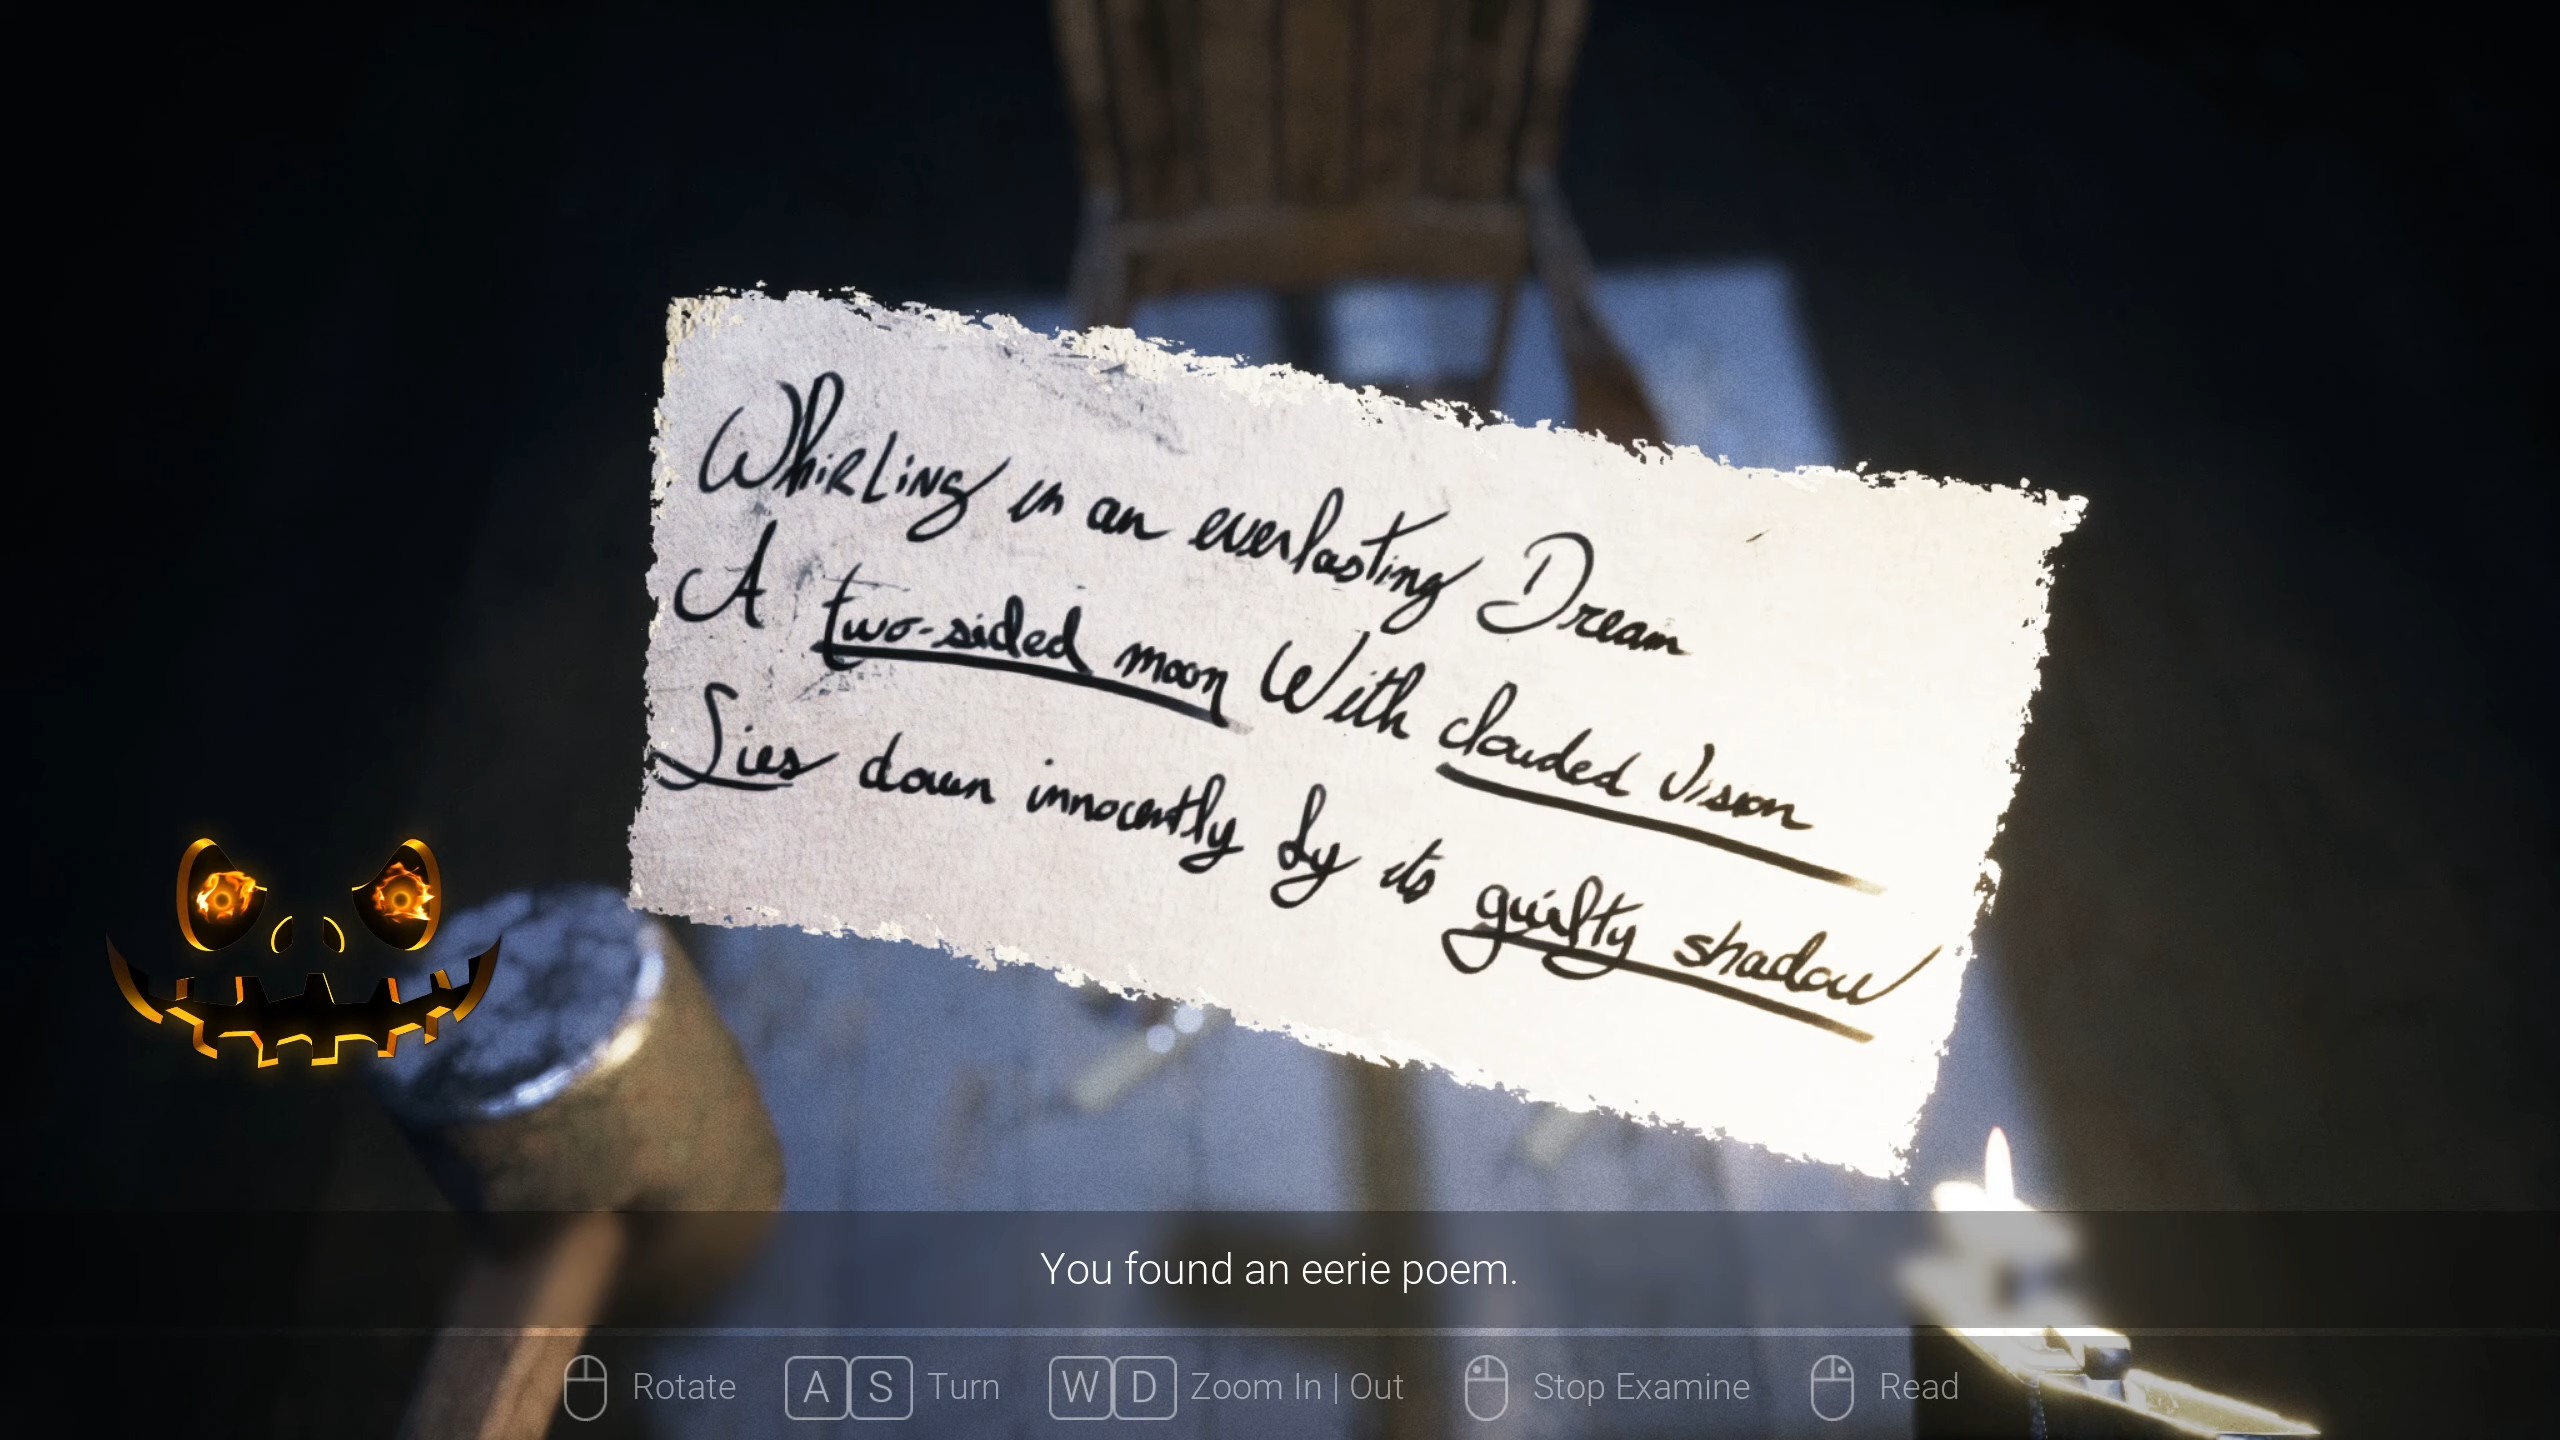 WhiRLiNg in an everlasting Dream
A two-sided moon With clouded Vision
Lies down innocently by its guilty shadow
You found an eerie poem.
Rotate A S Turn W D Zoom In | Out Stop Examine Read